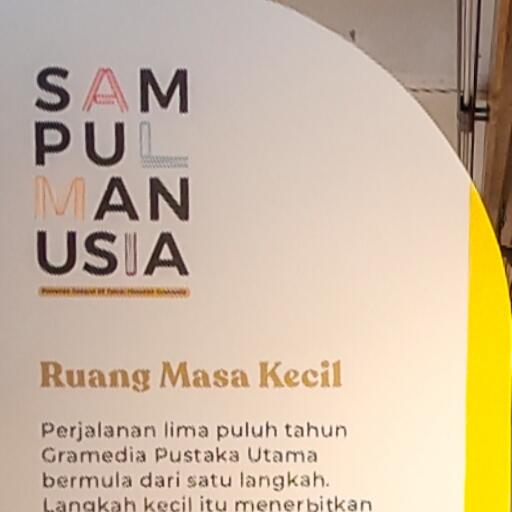 SAM
PUL
MAN
USIA
Ruang Masa Kecil
Perjalanan lima puluh tahun
Gramedia Pustaka Utama
bermula dari satu langkah.
Langkah kecil itu menerbitkan